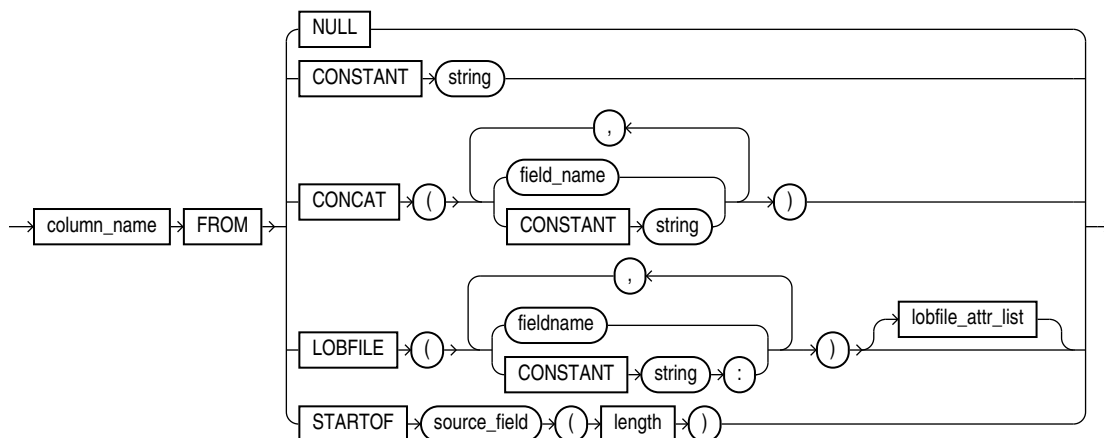 NULL
CONSTANT string
,
field_name
CONCAT ( )
CONSTANT string
column_name FROM
,
fieldname lobfile_attr_list
LOBFILE ( )
CONSTANT string :
STARTOF source_field ( length )